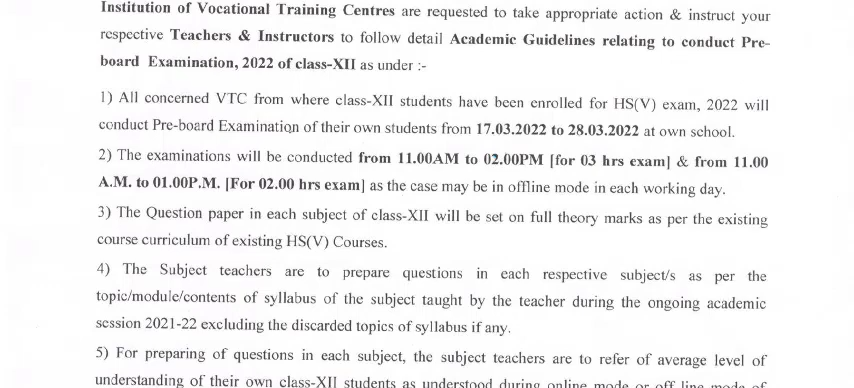 Institution of Vocational Training Centres are requested to take appropriate action & instruct your
respective Teachers & Instructors to follow detail Academic Guidelines relating to conduct Pre-
board Examination, 2022 of class-XII as under :-
1) All concerned VTC from where class-XII students have been enrolled for HS(V) exam, 2022 will
conduct Pre-board Examination of their own students from 17.03.2022 to 28.03.2022 at own school.
2) The examinations will be conducted from 11.00AM to 02.00PM [for 03 hrs exam] & from 11.00
A.M. to 01.00P.M. [For 02.00 hrs exam] as the case may be in offline mode in each working day.
3) The Question paper in each subject of class-XII will be set on full theory marks as per the existing
course curriculum of existing HS(V) Courses.
4) The Subject teachers are to prepare questions in each respective subject/s as per the
topic/module/contents of syllabus of the subject taught by the teacher during the ongoing academic
session 2021-22 excluding the discarded topics of syllabus if any.
5) For preparing of questions in each subject, the subject teachers are to refer of average level of
understanding of their own class-XII students as understood during online mode or off line mode of